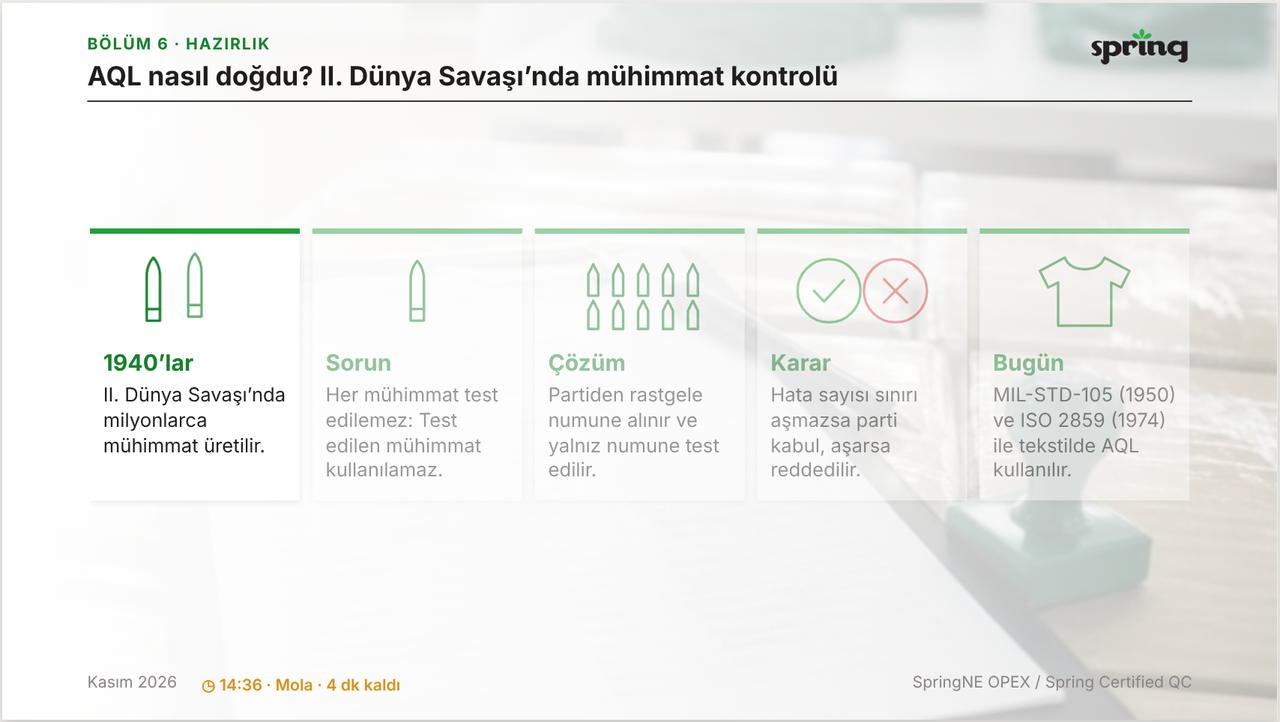 BÖLÜM 6 · HAZIRLIK
spring
AQL nasıl doğdu? II. Dünya Savaşı’nda mühimmat kontrolü
1940’lar
II. Dünya Savaşı’nda
milyonlarca
mühimmat üretilir.
Sorun
Her mühimmat test
edilemez: Test
edilen mühimmat
kullanılamaz.
Çözüm
Partiden rastgele
numune alınır ve
yalnız numune test
edilir.
Karar
Hata sayısı sınırı
aşmazsa parti
kabul, aşarsa
reddedilir.
Bugün
MIL-STD-105 (1950)
ve ISO 2859 (1974)
ile tekstilde AQL
kullanılır.
Kasım 2026
14:36 · Mola · 4 dk kaldı
SpringNE OPEX / Spring Certified QC